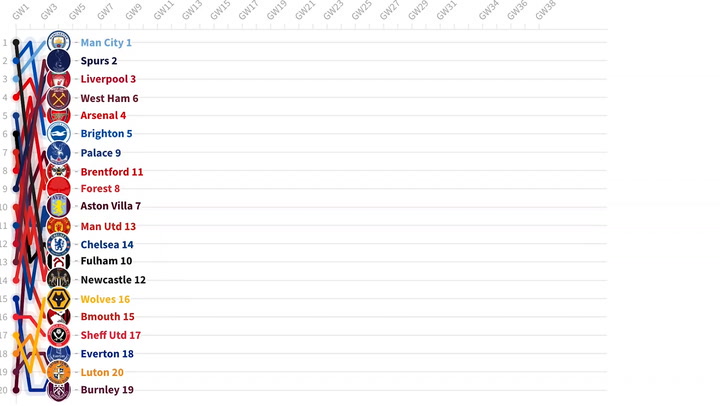 GW1 GW3 GW5 GW7 GW9 GW11 GW13 GW15 GW17 GW19 GW21 GW23 GW25 GW27 GW29 GW31 GW34 GW36 GW38
1 Man City 1
2 Spurs 2
3 Liverpool 3
4 West Ham 6
5 Arsenal 4
6 Brighton 5
7 Palace 9
8 Brentford 11
9 Forest 8
10 Aston Villa 7
11 Man Utd 13
12 Chelsea 14
13 Fulham 10
14 Newcastle 12
15 Wolves 16
16 Bmouth 15
17 Sheff Utd 17
18 Everton 18
19 Luton 20
20 Burnley 19